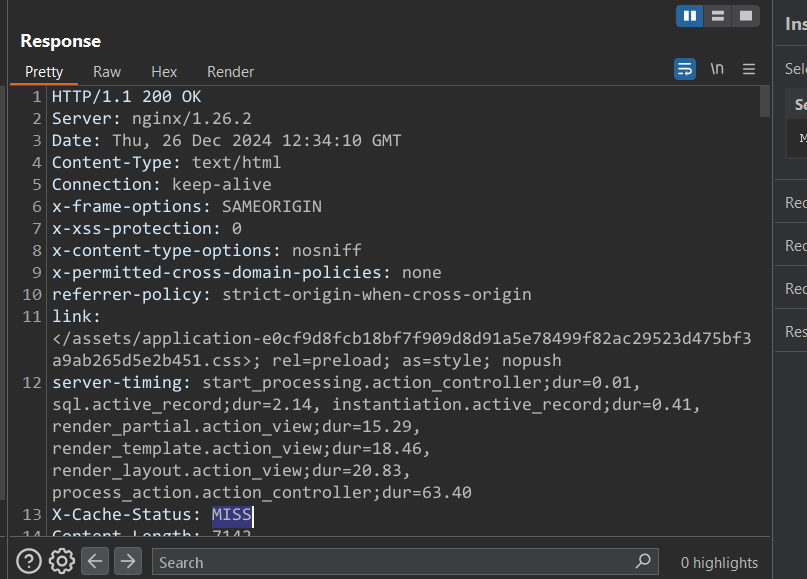 Response
Pretty Raw Hex Render \n
1 HTTP/1.1 200 OK
2 Server: nginx/1.26.2
3 Date: Thu, 26 Dec 2024 12:34:10 GMT
4 Content-Type: text/html
5 Connection: keep-alive
6 x-frame-options: SAMEORIGIN
7 x-xss-protection: 0
8 x-content-type-options: nosniff
9 x-permitted-cross-domain-policies: none
10 referrer-policy: strict-origin-when-cross-origin
11 link:
</assets/application-e0cf9d8fcb18bf7f909d8d91a5e78499f82ac29523d475bf3
a9ab265d5e2b451.css>; rel=preload; as=style; nopush
12 server-timing: start_processing.action_controller;dur=0.01,
sql.active_record;dur=2.14, instantiation.active_record;dur=0.41,
render_partial.action_view;dur=15.29,
render_template.action_view;dur=18.46,
render_layout.action_view;dur=20.83,
process_action.action_controller;dur=63.40
13 X-Cache-Status: MISS
14 Content-Length: 7142
Search
0 highlights
Ins
Sel
Se
M
Rec
Rec
Rec
Res